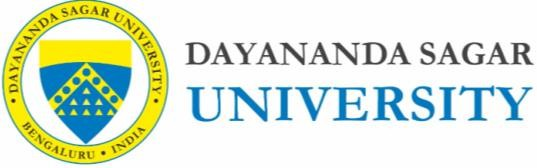 • DAYANANDA SAGAR UNIVERSITY •
BENGALURU • INDIA
DAYANANDA SAGAR
UNIVERSITY